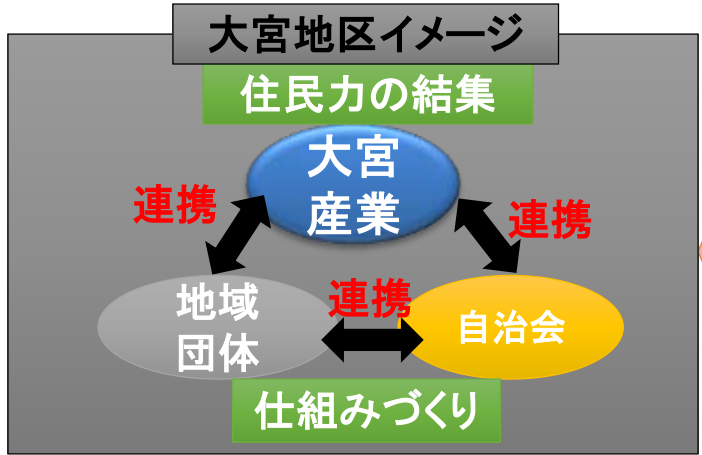 大宮地区イメージ
住民力の結集
大宮
産業
連携
連携
地域
団体
連携
自治会
仕組みづくり